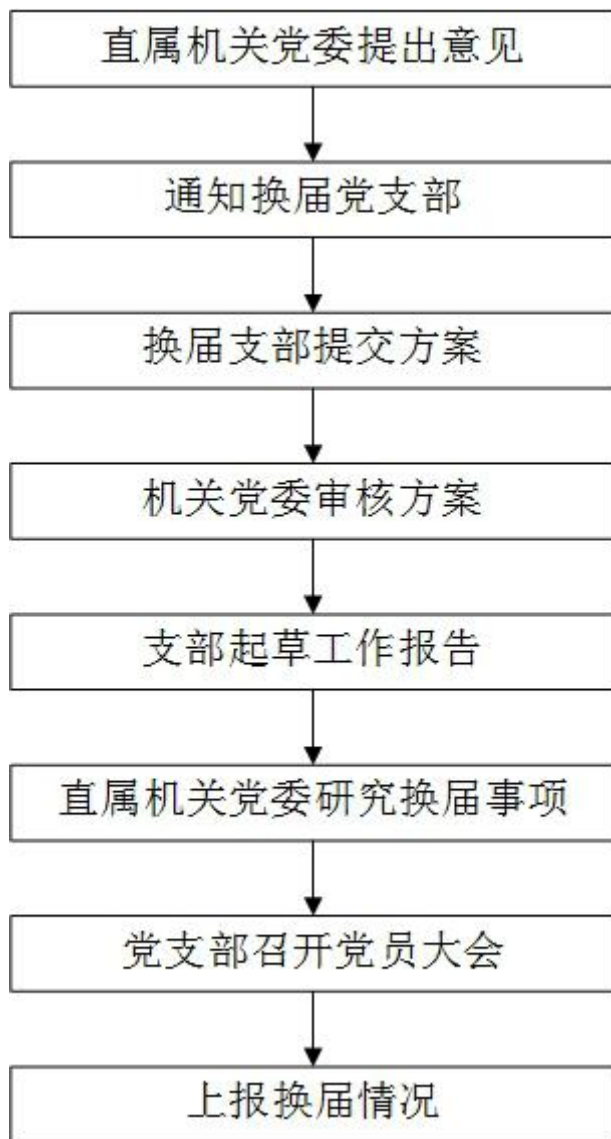 直属机关党委提出意见
通知换届党支部
换届支部提交方案
机关党委审核方案
支部起草工作报告
直属机关党委研究换届事项
党支部召开党员大会
上报换届情况